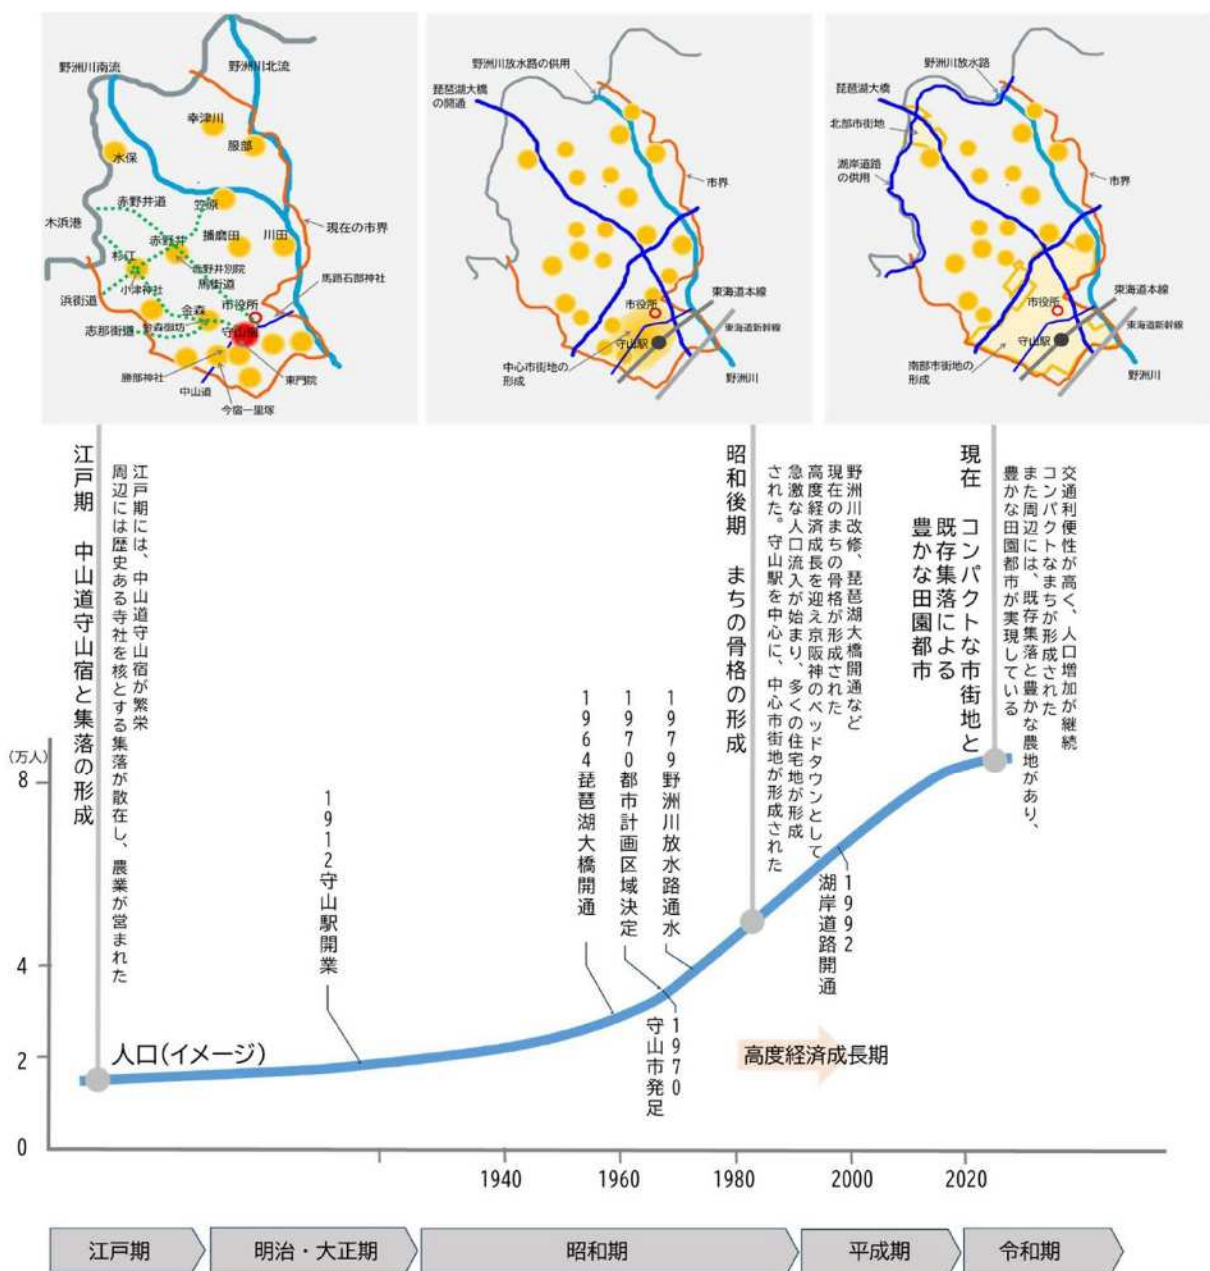 野洲川南流
野洲川北流
幸津川
服部
水保
赤野井道
笠原
木浜港
赤野井
播磨田
川田
現在の市界
杉江
赤野井別院
馬街道
馬路石部神社
小津神社
浜街道
市役所
金森
志那街道
金森御坊
守山宿
勝部神社
東門院
中山道
今宿一里塚
野洲川放水路の供用
琵琶湖大橋
の開通
市界
市役所
東海道本線
東海道新幹線
守山駅
中心市街地の
形成
野洲川
野洲川放水路
琵琶湖大橋
北部市街地
湖岸道路
の供用
市界
市役所
東海道本線
東海道新幹線
守山駅
南部市街地の
形成
野洲川
江戸期 中山道守山宿と集落の形成
江戸期には、中山道守山宿が繁栄
周辺には歴史ある寺社を核とする集落が散在し、農業が営まれた
昭和後期 まちの骨格の形成
野洲川改修、琵琶湖大橋開通など
現在のまちの骨格が形成された
高度経済成長を迎え京阪神のベッドタウンとして
急激な人口流入が始まり、多くの住宅地が形成
された。守山駅を中心に、中心市街地が形成された
現在 コンパクトな市街地と
既存集落による
豊かな田園都市
交通利便性が高く、人口増加が継続
コンパクトなまちが形成された
また周辺には、既存集落と豊かな農地があり、
豊かな田園都市が実現している
(万人)
8
4
2
0
人口(イメージ)
1912守山駅開業
1964琵琶湖大橋開通
1970都市計画区域決定
1979野洲川放水路通水
1970
守山市発足
1992
湖岸道路開通
高度経済成長期
1940
1960
1980
2000
2020
江戸期
明治・大正期
昭和期
平成期
令和期